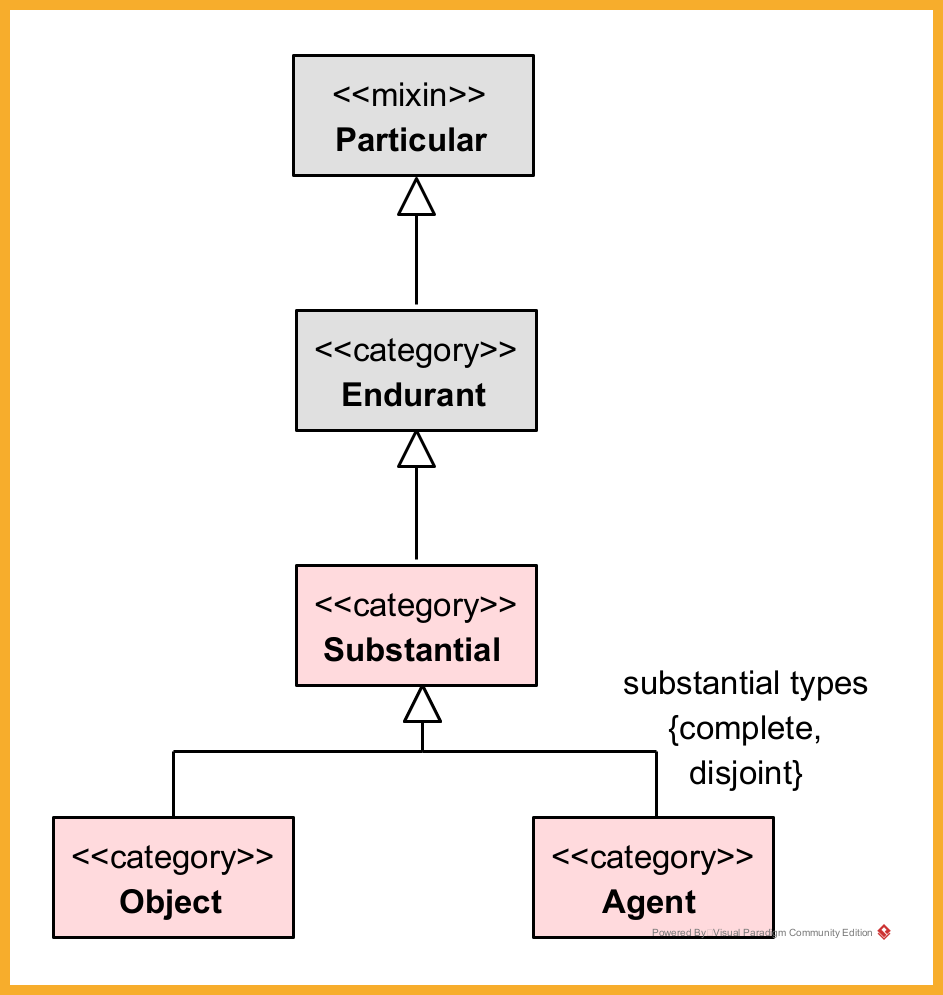 <<mixin>>
Particular
<<category>>
Endurant
<<category>>
Substantial
substantial types
{complete,
disjoint}
<<category>>
Object
<<category>>
Agent
Powered By Visual Paradigm Community Edition